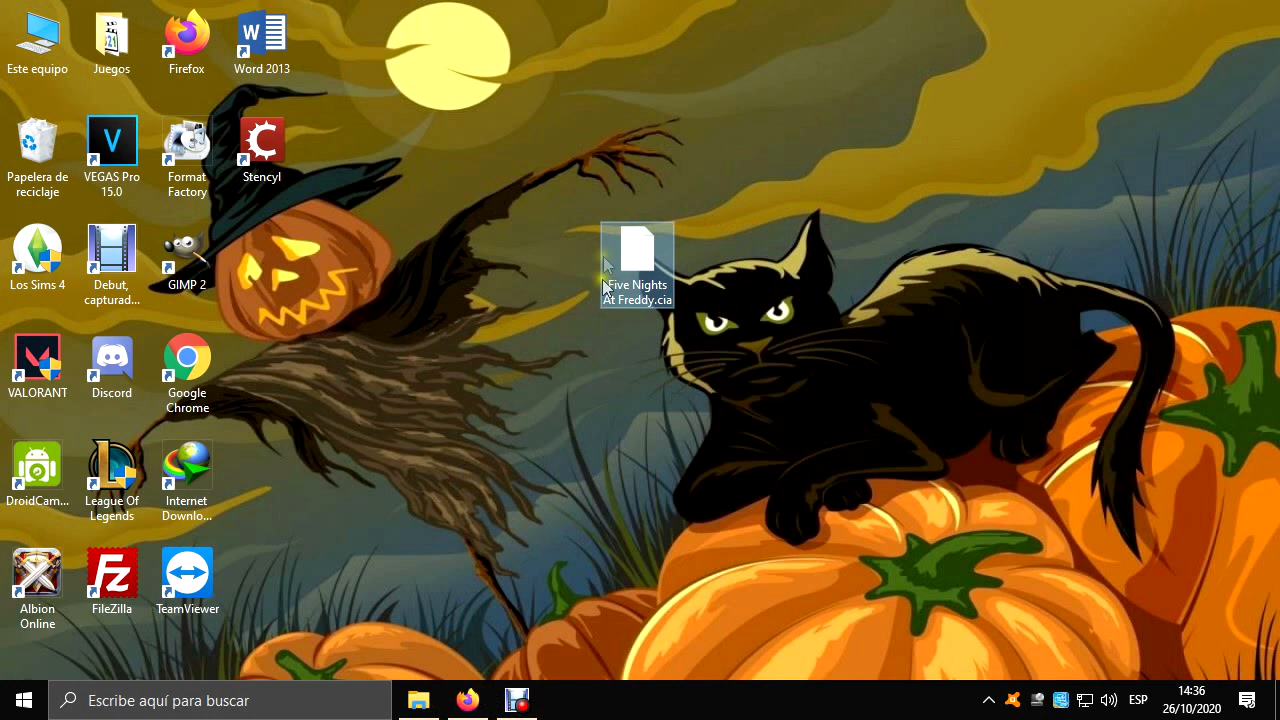 Este equipo
Juegos
Firefox
Word 2013
Papelera de
reciclaje
VEGAS Pro
15.0
Format
Factory
Stencyl
Los Sims 4
Debut,
capturad...
GIMP 2
Five Nights
At Freddy.cia
VALORANT
Discord
Google
Chrome
DroidCam...
League Of
Legends
Internet
Downlo...
Albion
Online
FileZilla
TeamViewer
Escribe aquí para buscar
ESP
14:36
26/10/2020